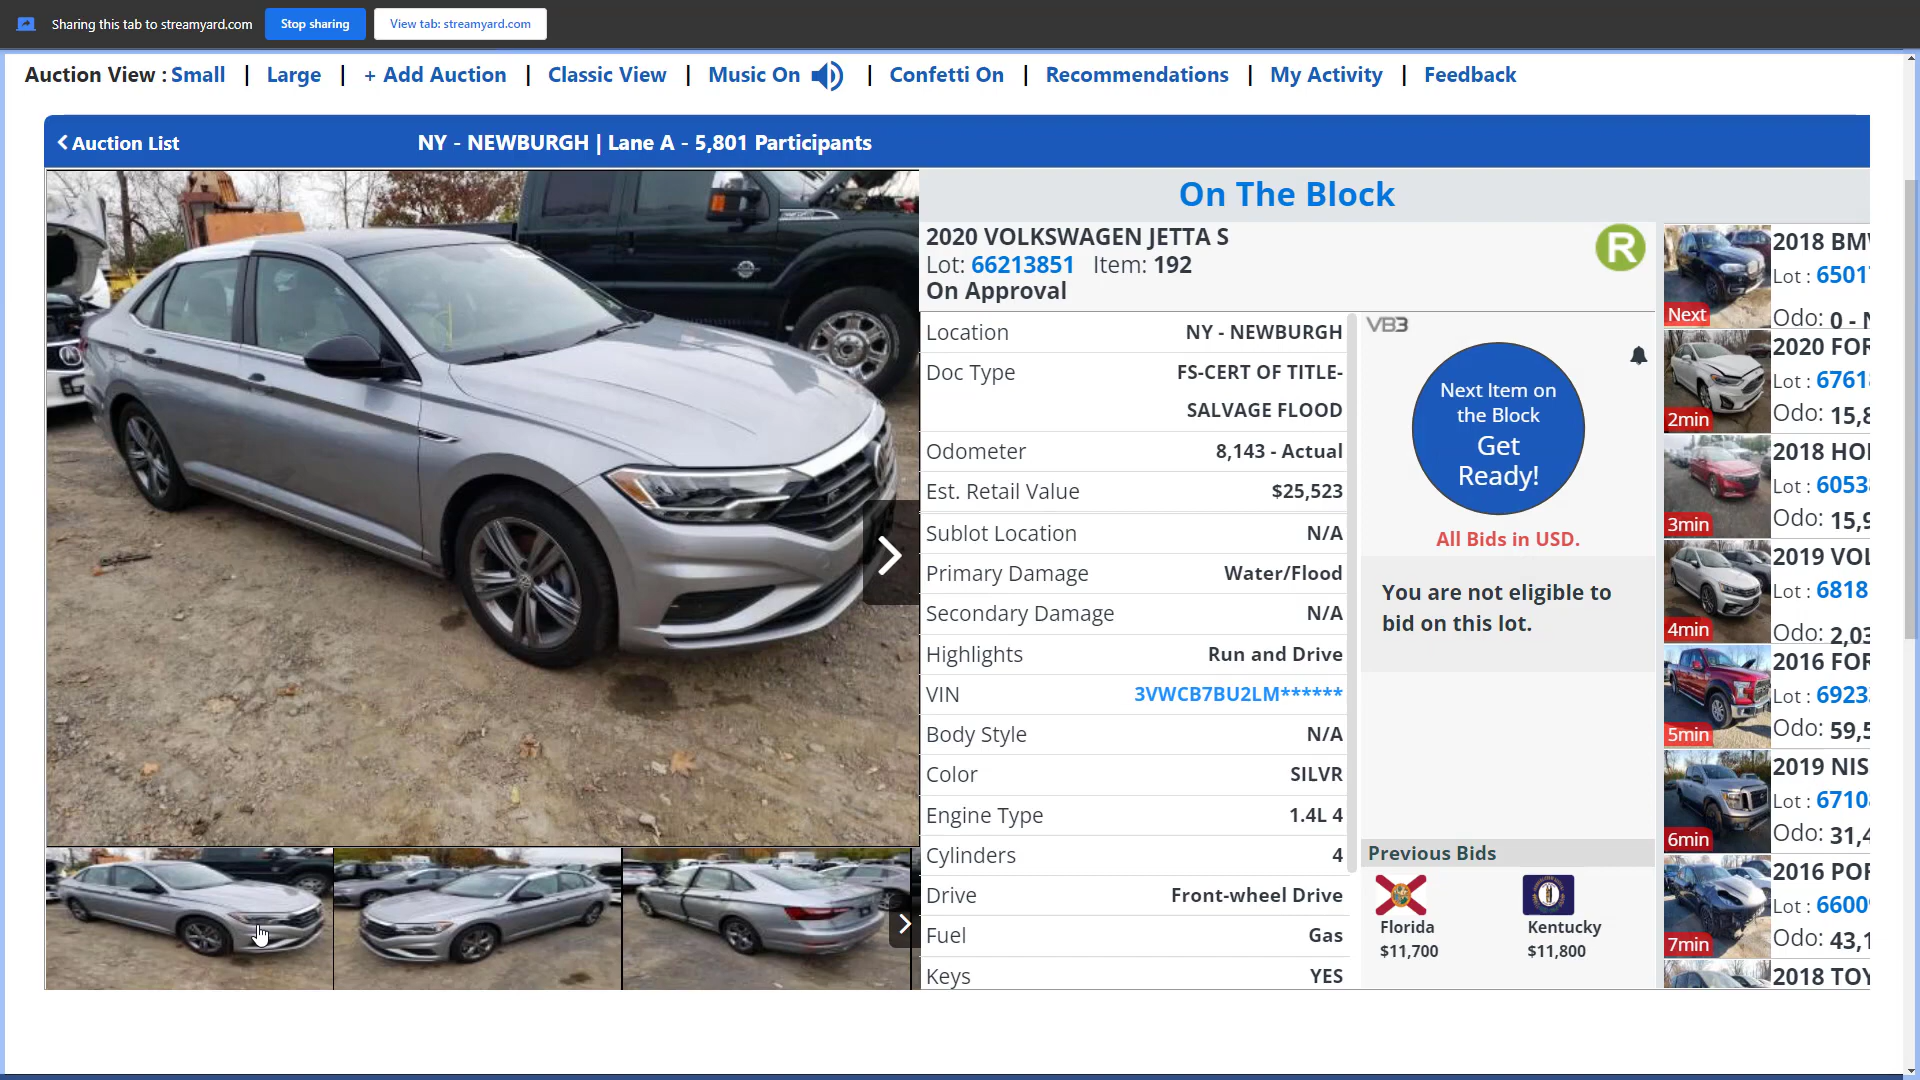 Sharing this tab to streamyard.com
Stop sharing
View tab: streamyard.com
Auction View : Small | Large | + Add Auction | Classic View | Music On | Confetti On | Recommendations | My Activity | Feedback
Auction List
NY - NEWBURGH | Lane A - 5,801 Participants
On The Block
2020 VOLKSWAGEN JETTA S
Lot: 66213851 Item: 192
On Approval
R
Location NY - NEWBURGH
Doc Type FS-CERT OF TITLE-
SALVAGE FLOOD
Odometer 8,143 - Actual
Est. Retail Value $25,523
Sublot Location N/A
Primary Damage Water/Flood
Secondary Damage N/A
Highlights Run and Drive
VIN 3VWCB7BU2LM******
Body Style N/A
Color SILVR
Engine Type 1.4L 4
Cylinders 4
Drive Front-wheel Drive
Fuel Gas
Keys YES
VB3
Next Item on
the Block
Get
Ready!
All Bids in USD.
You are not eligible to
bid on this lot.
Previous Bids
Florida
$11,700
Kentucky
$11,800
2018 BMW
Lot : 6501
Next
Odo: 0 - N
2020 FOR
Lot : 6761
2min
Odo: 15,8
2018 HO
Lot : 6053
3min
Odo: 15,9
2019 VOL
Lot : 6818
4min
Odo: 2,03
2016 FOR
Lot : 6923
5min
Odo: 59,5
2019 NIS
Lot : 6710
6min
Odo: 31,4
2016 POR
Lot : 6600
7min
Odo: 43,1
2018 TOY